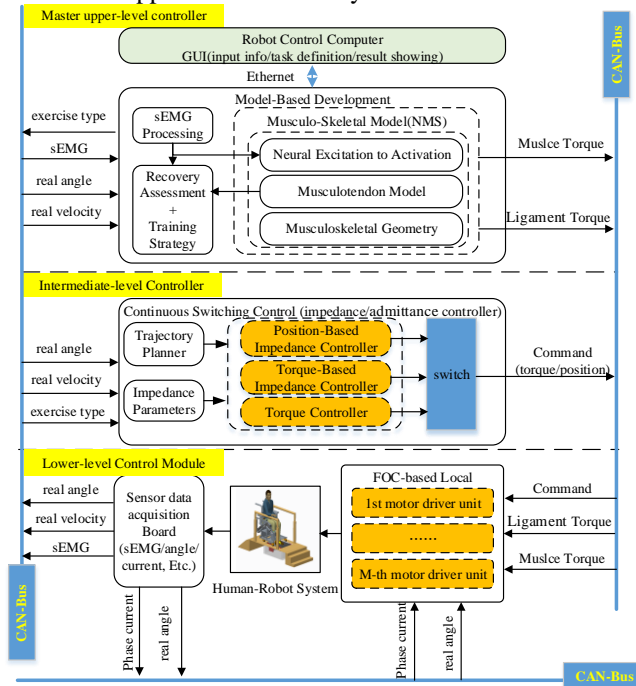 Master upper-level controller
Robot Control Computer
GUI(input info/task definition/result showing)
CAN-Bus
Ethernet
Model-Based Development
exercise type
sEMG
real angle
real velocity
sEMG
Processing
Recovery
Assessment
+
Training
Strategy
Musculo-Skeletal Model(NMS)
Neural Excitation to Activation
Musculotendon Model
Musculoskeletal Geometry
Muslce Torque
Ligament Torque
Intermediate-level Controller
Continuous Switching Control (impedance/admittance controller)
real angle
real velocity
exercise type
Trajectory
Planner
Impedance
Parameters
Position-Based
Impedance Controller
Torque-Based
Impedance Controller
Torque Controller
switch
Command
(torque/position)
Lower-level Control Module
real angle
real velocity
sEMG
CAN-Bus
Sensor data
acquisition
Board
(sEMG/angle/
current, Etc.)
Human-Robot System
FOC-based Local
1st motor driver unit
......
M-th motor driver unit
Command
Ligament Torque
Muslce Torque
Phase current
real angle
Phase current
real angle
CAN-Bus